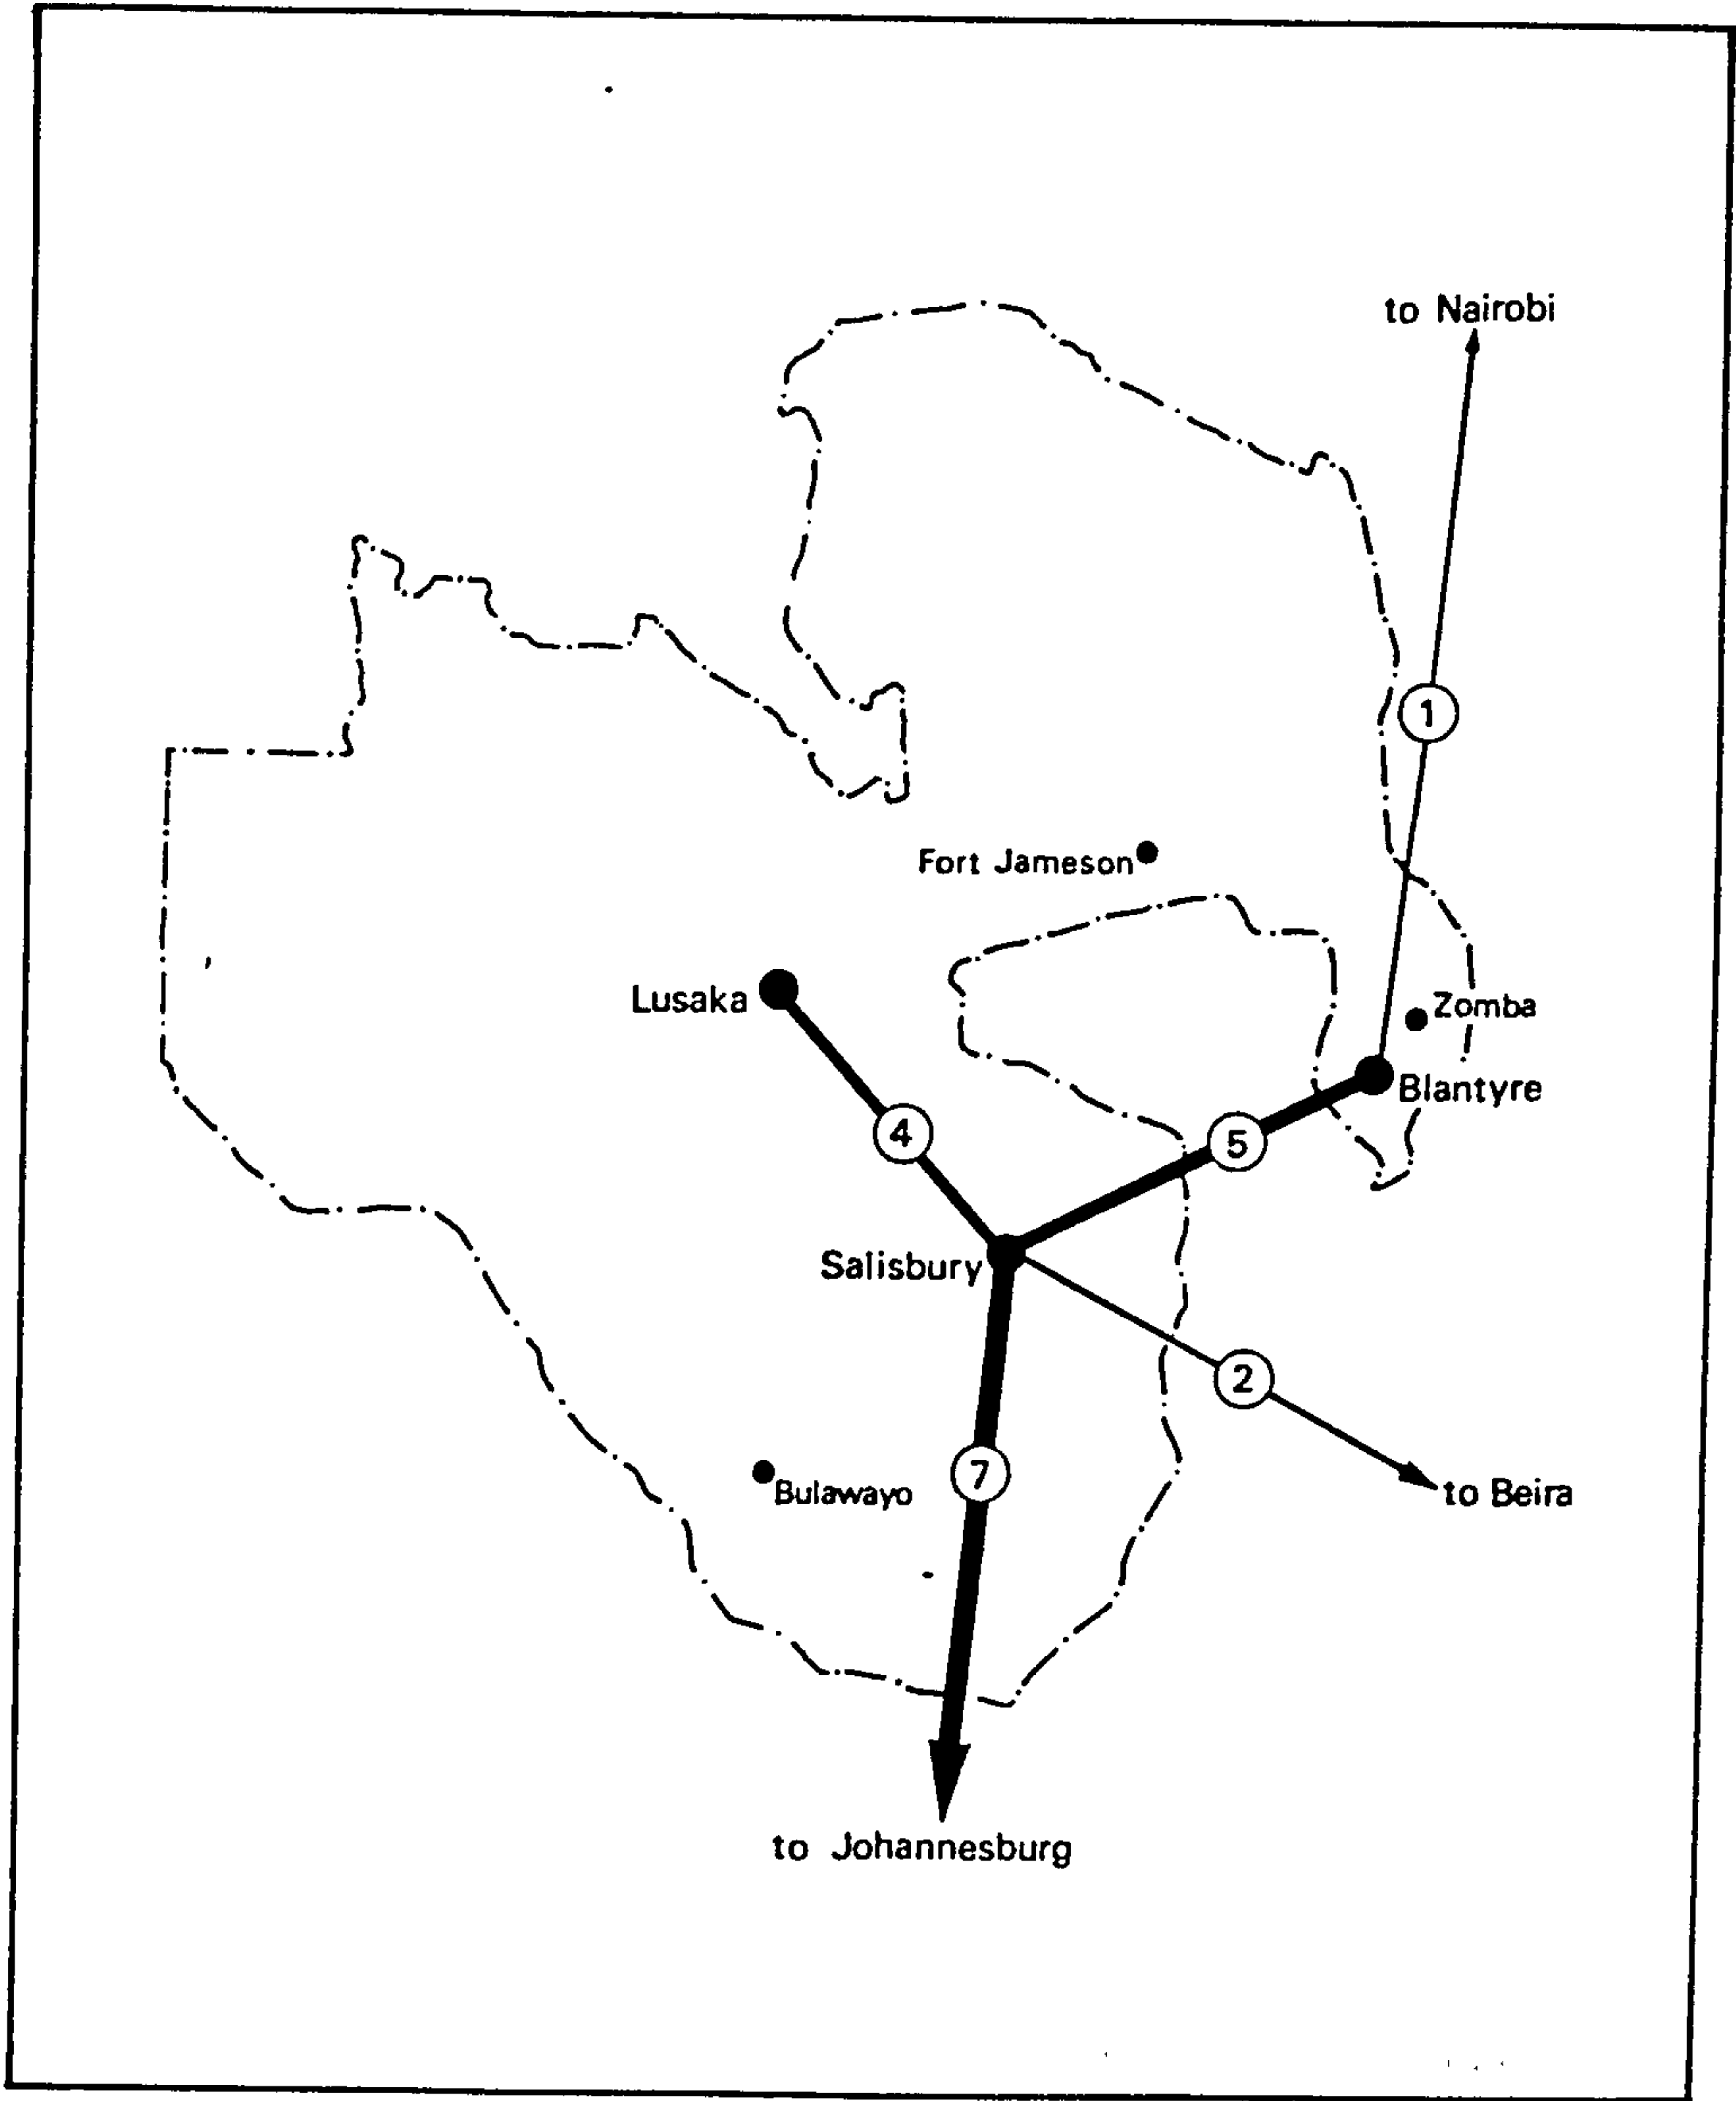 to Nairobi
1
Fort Jameson
Lusaka
Zomba
Blantyre
4
5
Salisbury
2
7
Bulawayo
to Beira
to Johannesburg